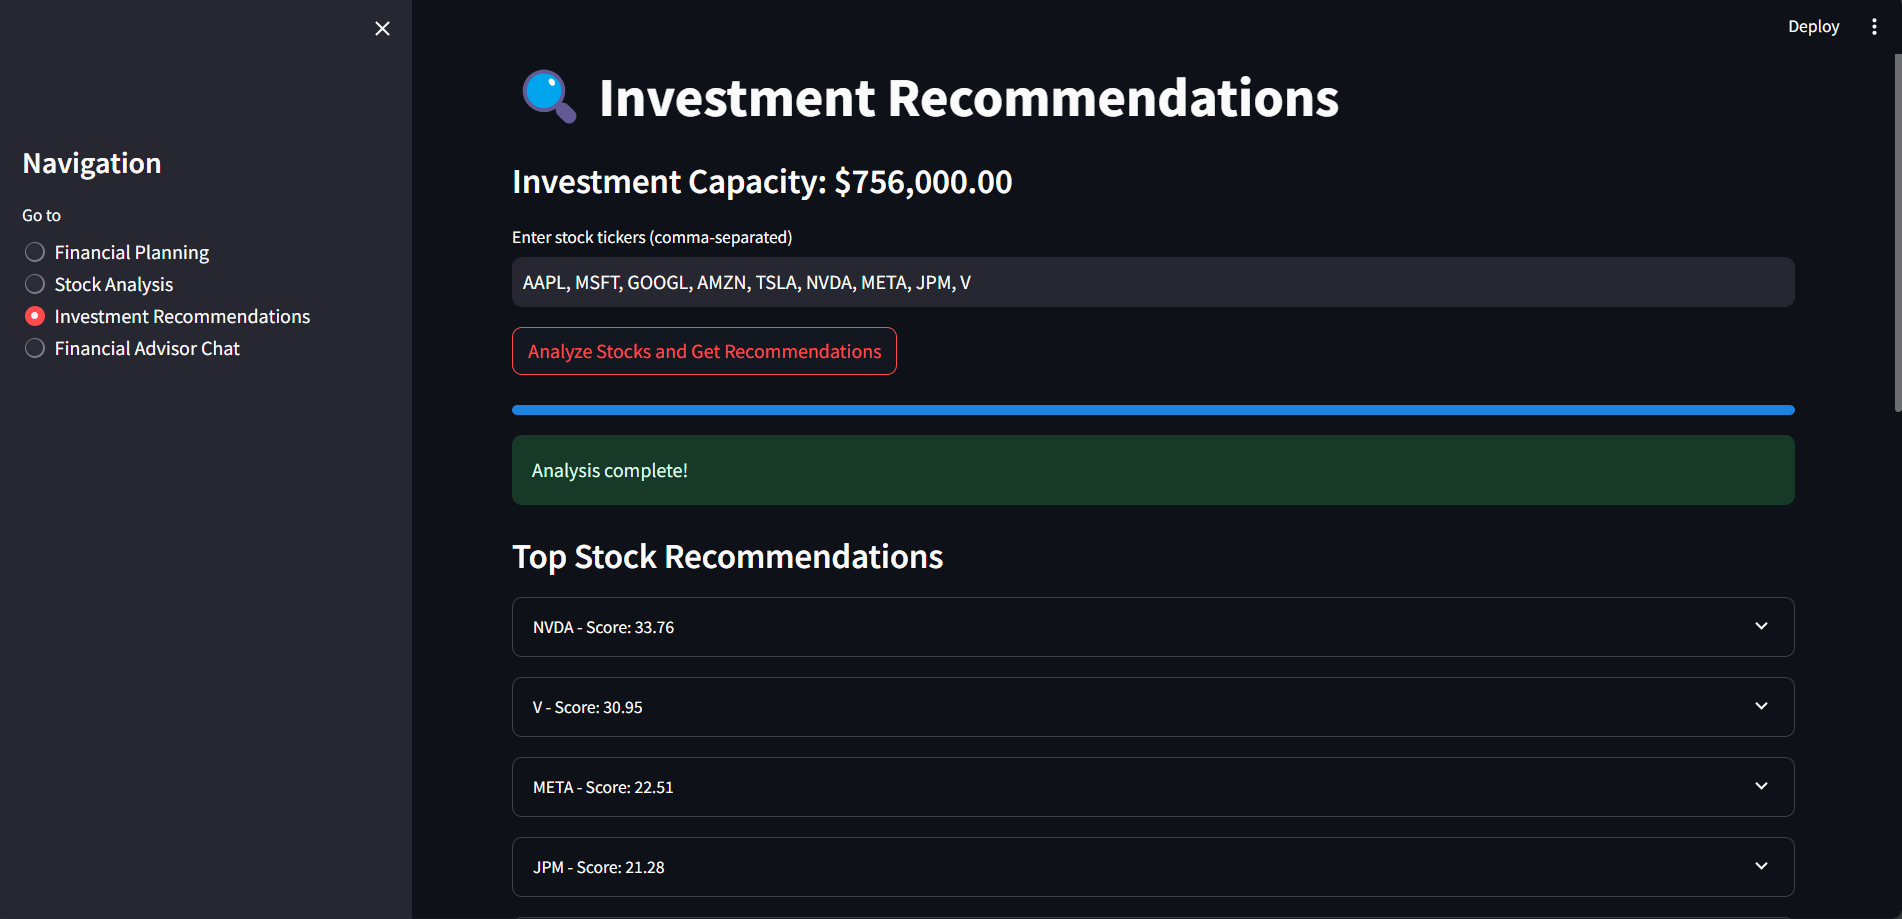 Navigation
Go to
Financial Planning
Stock Analysis
Investment Recommendations
Financial Advisor Chat
Deploy
Investment Recommendations
Investment Capacity: $756,000.00
Enter stock tickers (comma-separated)
AAPL, MSFT, GOOGL, AMZN, TSLA, NVDA, META, JPM, V
Analyze Stocks and Get Recommendations
Analysis complete!
Top Stock Recommendations
NVDA - Score: 33.76
V - Score: 30.95
META - Score: 22.51
JPM - Score: 21.28